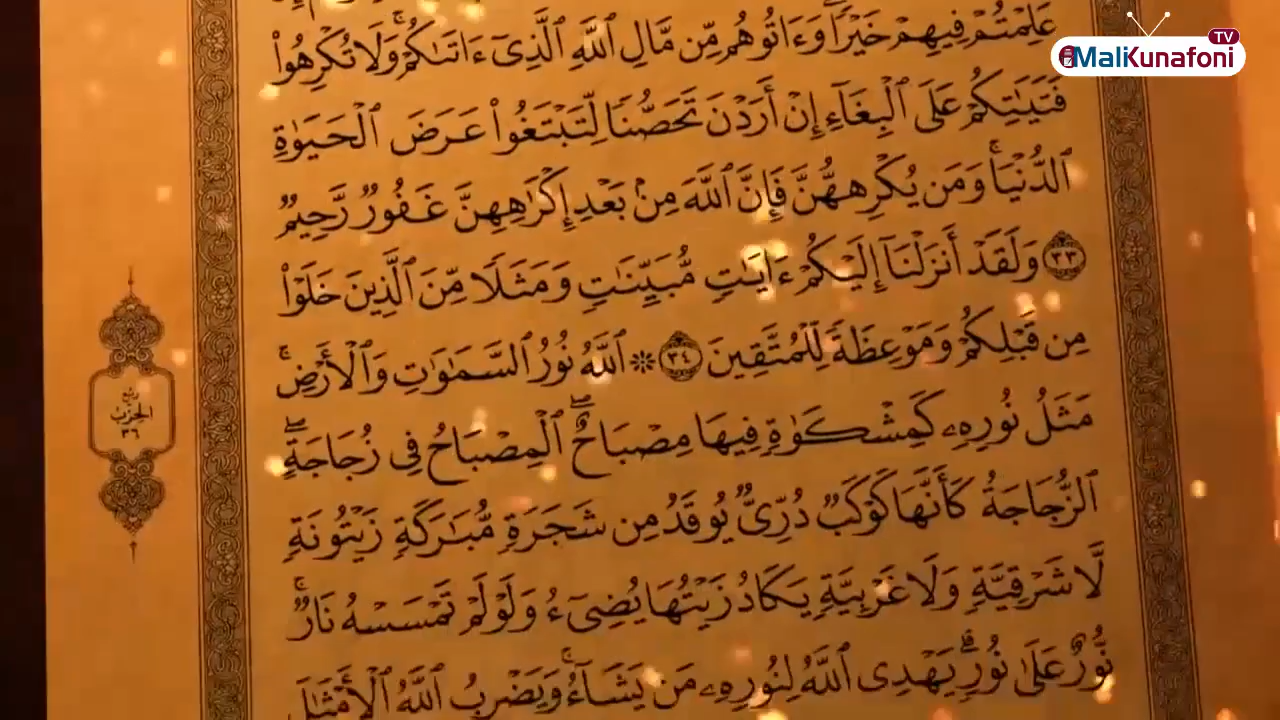 MaliKunafoni TV
عَلِمْتُمْ فِيهِمْ خَيْرًا ۖ وَءَاتُوهُم مِّن مَّالِ ٱللَّهِ ٱلَّذِىٓ ءَاتَىٰكُمْ ۚ وَلَا تُكْرِهُوا۟
فَتَيَـٰتِكُمْ عَلَى ٱلْبِغَآءِ إِنْ أَرَدْنَ تَحَصُّنًا لِّتَبْتَغُوا۟ عَرَضَ ٱلْحَيَوٰةِ
ٱلدُّنْيَا ۚ وَمَن يُكْرِههُّنَّ فَإِنَّ ٱللَّهَ مِنۢ بَعْدِ إِكْرَٰهِهِنَّ غَفُورٌ رَّحِيمٌ
٣٣ وَلَقَدْ أَنزَلْنَآ إِلَيْكُمْ ءَايَـٰتٍ مُّبَيِّنَـٰتٍ وَمَثَلًا مِّنَ ٱلَّذِينَ خَلَوْا۟
مِن قَبْلِكُمْ وَمَوْعِظَةً لِّلْمُتَّقِينَ ٣٤ ۞ ٱللَّهُ نُورُ ٱلسَّمَـٰوَٰتِ وَٱلْأَرْضِ ۚ
مَثَلُ نُورِهِۦ كَمِشْكَوٰةٍ فِيهَا مِصْبَاحٌ ۖ ٱلْمِصْبَاحُ فِى زُجَاجَةٍ ۖ
ٱلزُّجَاجَةُ كَأَنَّهَا كَوْكَبٌ دُرِّىٌّ يُوقَدُ مِن شَجَرَةٍ مُّبَـٰرَكَةٍ زَيْتُونَةٍ
لَّا شَرْقِيَّةٍ وَلَا غَرْبِيَّةٍ يَكَادُ زَيْتُهَا يُضِىٓءُ وَلَوْ لَمْ تَمْسَسْهُ نَارٌ ۚ
نُّورٌ عَلَىٰ نُورٍ ۗ يَهْدِى ٱللَّهُ لِنُورِهِۦ مَن يَشَآءُ ۚ وَيَضْرِبُ ٱللَّهُ ٱلْأَمْثَـٰلَ
ربع
الحزب
٣٦